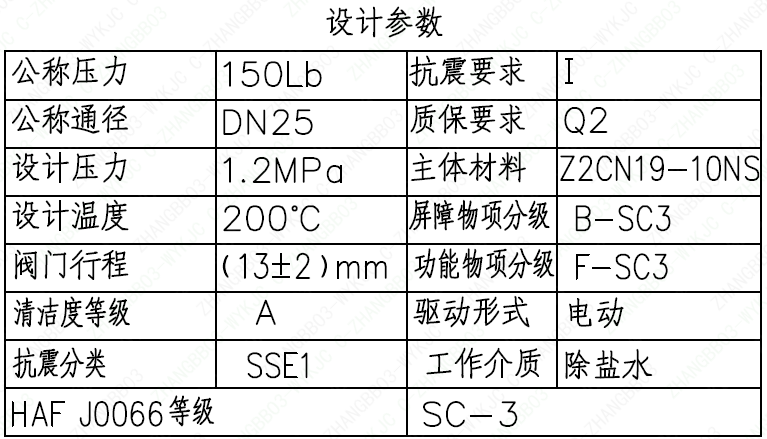 设计参数
公称压力 150Lb 抗震要求 I
公称通径 DN25 质保要求 Q2
设计压力 1.2MPa 主体材料 Z2CN19-10NS
设计温度 200°C 屏障物项分级 B-SC3
阀门行程 (13±2)mm 功能物项分级 F-SC3
清洁度等级 A 驱动形式 电动
抗震分类 SSE1 工作介质 除盐水
HAF J0066等级 SC-3